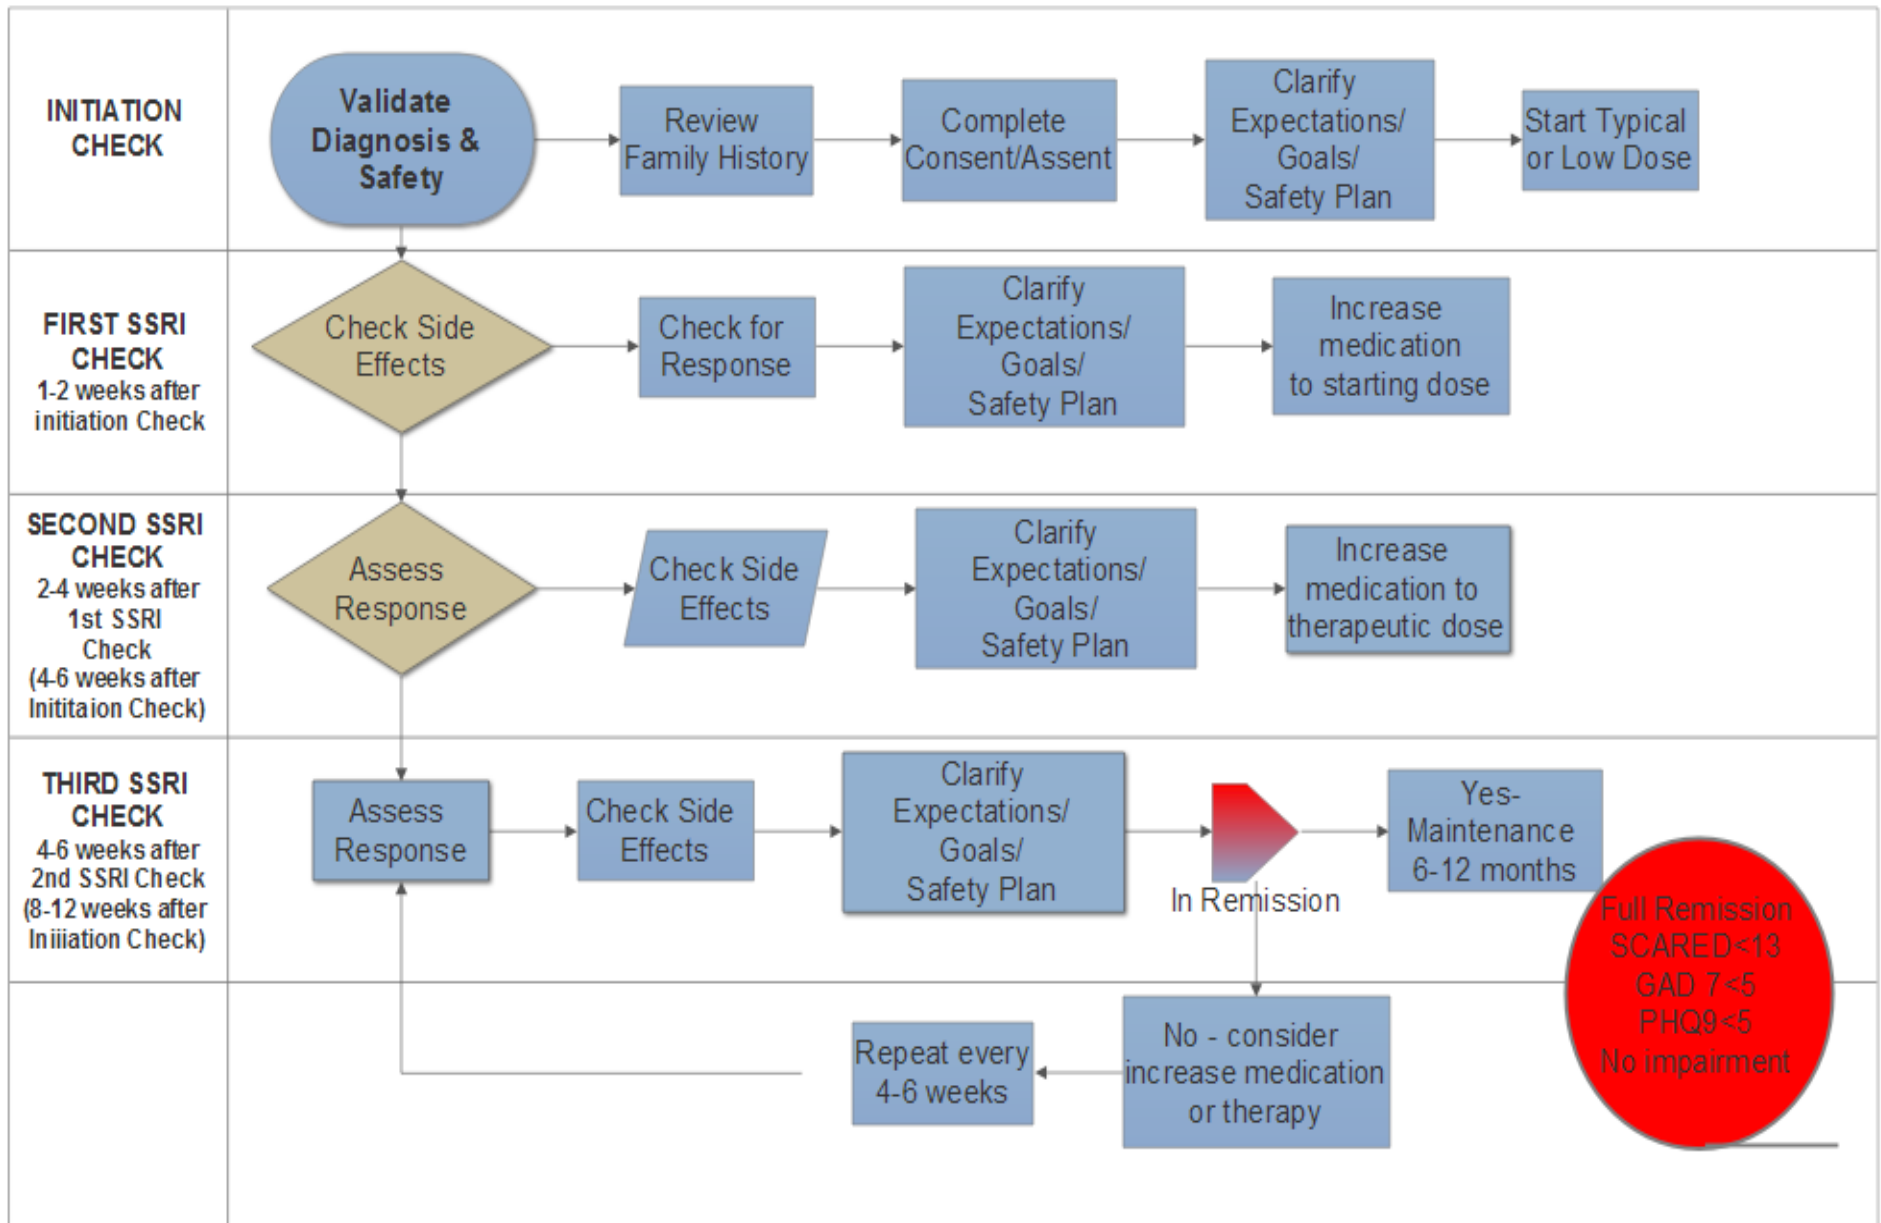 INITIATION
CHECK
Validate
Diagnosis &
Safety
Review
Family History
Complete
Consent/Assent
Clarify
Expectations/
Goals/
Safety Plan
Start Typical
or Low Dose
FIRST SSRI
CHECK
1-2 weeks after
initiation Check
Check Side
Effects
Check for
Response
Clarify
Expectations/
Goals/
Safety Plan
Increase
medication
to starting dose
SECOND SSRI
CHECK
2-4 weeks after
1st SSRI
Check
(4-6 weeks after
Inititaion Check)
Assess
Response
Check Side
Effects
Clarify
Expectations/
Goals/
Safety Plan
Increase
medication to
therapeutic dose
THIRD SSRI
CHECK
4-6 weeks after
2nd SSRI Check
(8-12 weeks after
Iniiiation Check)
Assess
Response
Check Side
Effects
Clarify
Expectations/
Goals/
Safety Plan
In Remission
Yes-
Maintenance
6-12 months
Full Remission
SCARED<13
GAD 7<5
PHQ9<5
No impairment
No - consider
increase medication
or therapy
Repeat every
4-6 weeks